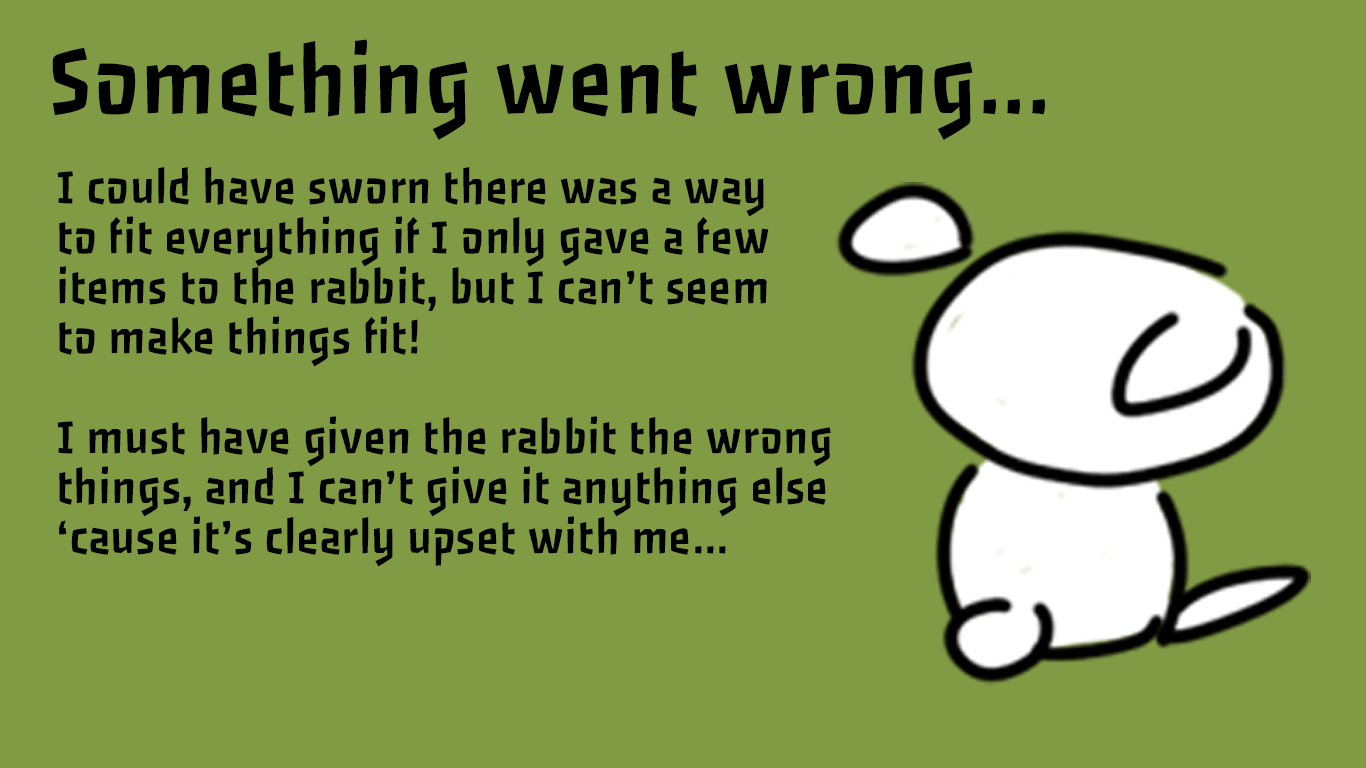 Something went wrong...
I could have sworn there was a way
to fit everything if I only gave a few
items to the rabbit, but I can’t seem
to make things fit!
I must have given the rabbit the wrong
things, and I can’t give it anything else
‘cause it’s clearly upset with me...